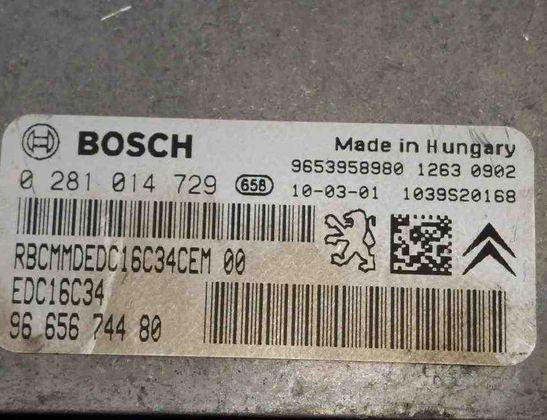 BOSCH
Made in Hungary
9653958980 1263 0902
0 281 014 729 658 10-03-01 1039S20168
RBCMMDEDC16C34CEM 00
EDC16C34
96 656 744 80